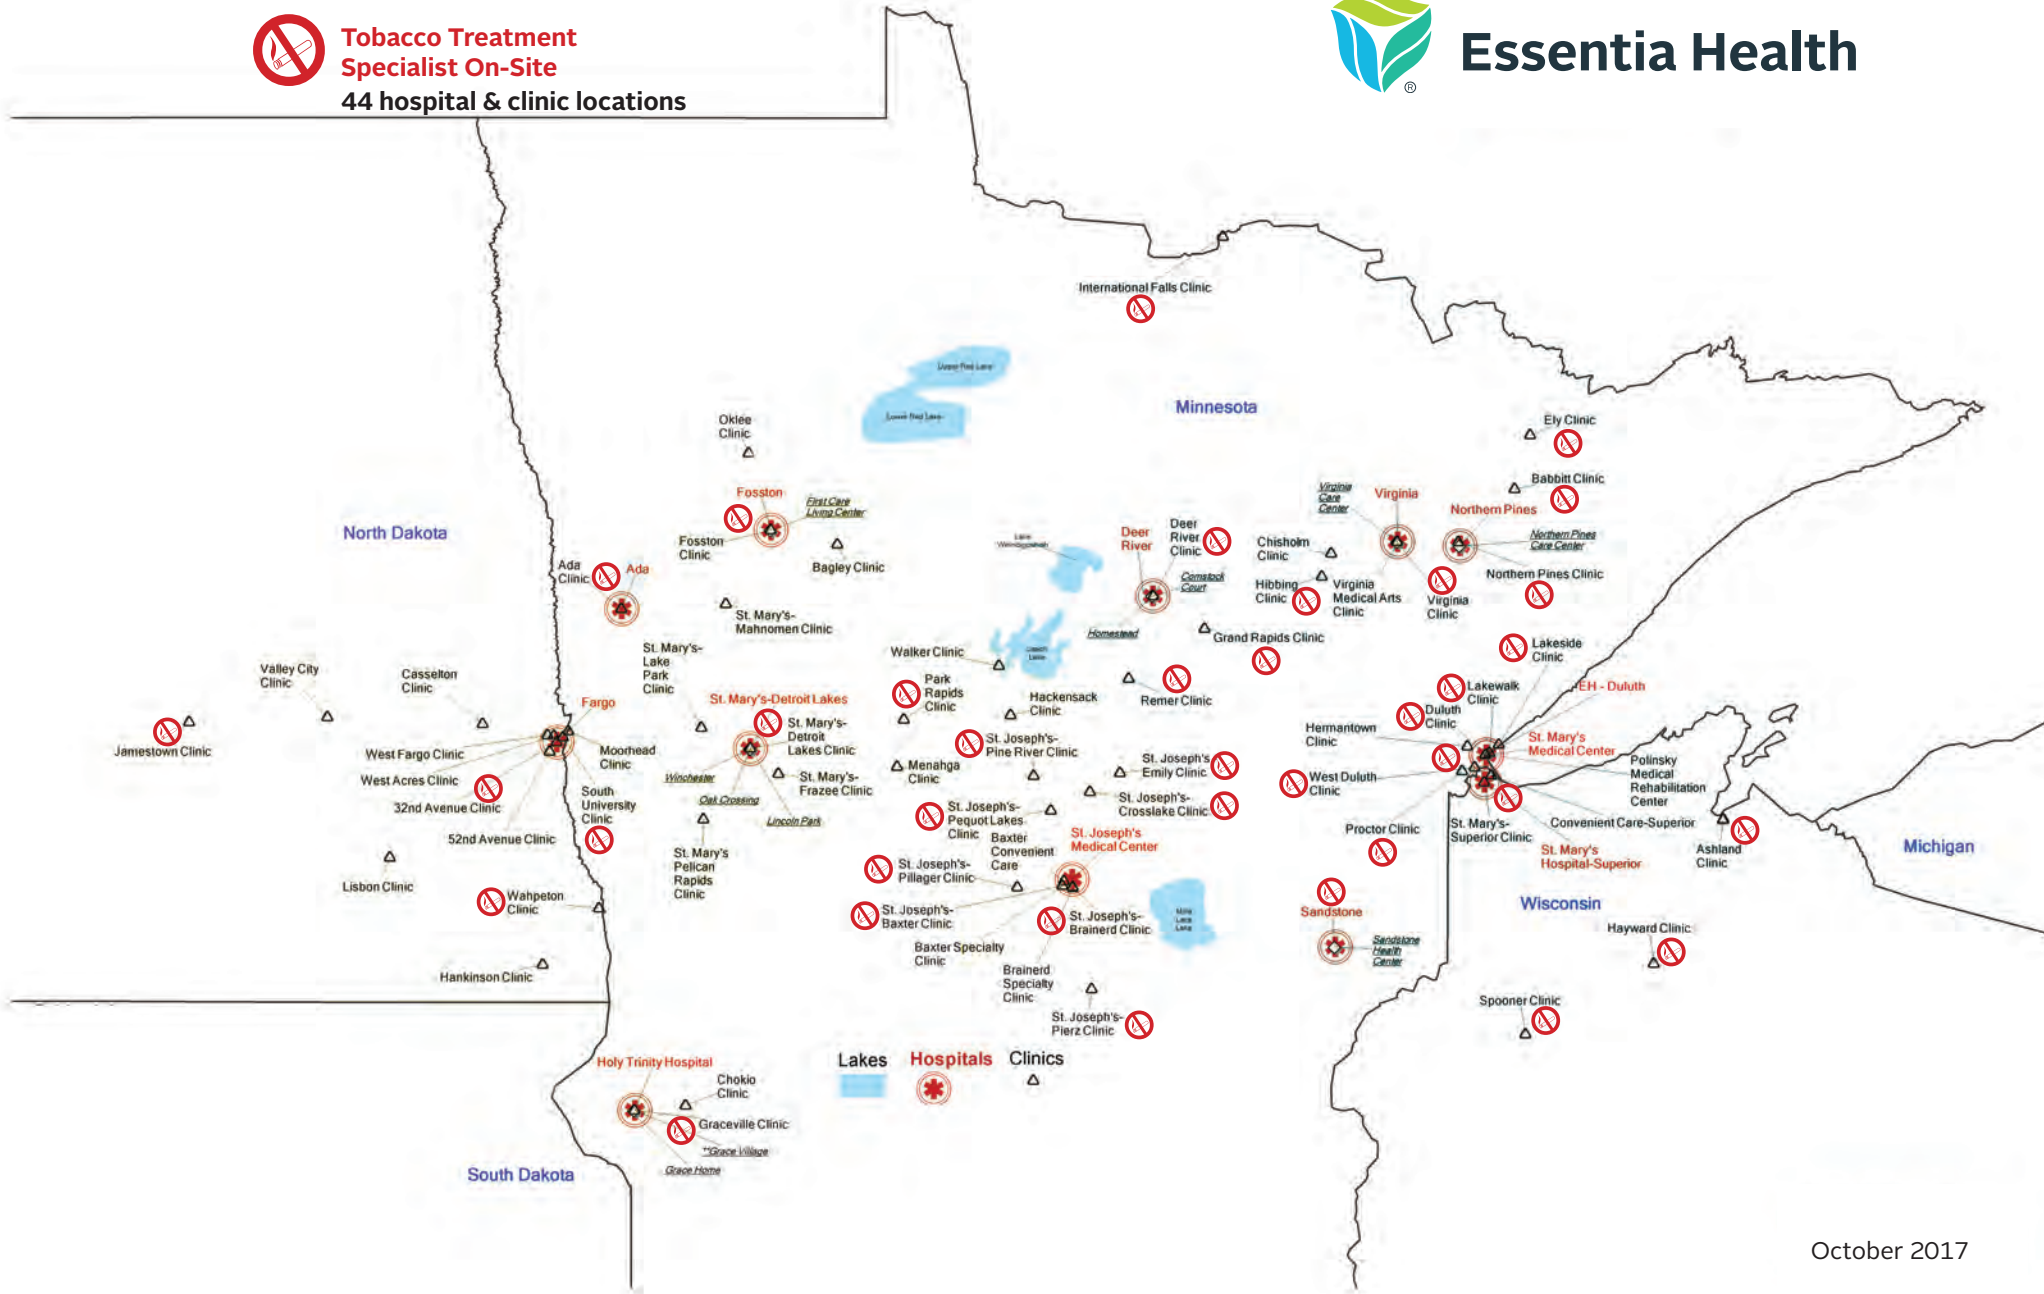 Tobacco Treatment
Specialist On-Site
44 hospital & clinic locations
Essentia Health
®
International Falls Clinic
Upper Red Lake
Lower Red Lake
Minnesota
Oklee
Clinic
Ely Clinic
Babbitt Clinic
Fosston
First Care
Living Center
Fosston
Clinic
Bagley Clinic
North Dakota
Ada
Clinic
Ada
St. Mary's-
Mahnomen Clinic
Lake
Deer
River
Deer
River
Clinic
Comstock
Court
Homestead
Chisholm
Clinic
Hibbing
Clinic
Virginia
Care
Center
Virginia
Virginia
Medical Arts
Clinic
Virginia
Clinic
Northern Pines
Northern Pines
Care Center
Northern Pines Clinic
Grand Rapids Clinic
Lakeside
Clinic
Valley City
Clinic
Casselton
Clinic
St. Mary's-
Lake
Park
Clinic
Walker Clinic
Leech
Lake
Park
Rapids
Clinic
Hackensack
Clinic
Remer Clinic
Lakewalk
Clinic
EH - Duluth
Duluth
Clinic
Hermantown
Clinic
St. Mary's
Medical Center
Jamestown Clinic
Fargo
West Fargo Clinic
West Acres Clinic
32nd Avenue Clinic
52nd Avenue Clinic
Moorhead
Clinic
South
University
Clinic
St. Mary's-Detroit Lakes
St. Mary's-
Detroit
Lakes Clinic
Winchester
Oak Crossing
Lincoln Park
St. Mary's-
Frazee Clinic
St. Mary's
Pelican
Rapids
Clinic
Menahga
Clinic
St. Joseph's-
Pine River Clinic
St. Joseph's
Emily Clinic
St. Joseph's-
Crosslake Clinic
St. Joseph's-
Pequot Lakes
Clinic
Baxter
Convenient
Care
St. Joseph's
Medical Center
St. Joseph's-
Pillager Clinic
St. Joseph's-
Baxter Clinic
Baxter Specialty
Clinic
St. Joseph's-
Brainerd Clinic
Brainerd
Specialty
Clinic
Mille
Lacs
Lake
St. Joseph's-
Pierz Clinic
West Duluth
Clinic
Proctor Clinic
St. Mary's-
Superior Clinic
Polinsky
Medical
Rehabilitation
Center
Convenient Care-Superior
St. Mary's
Hospital-Superior
Ashland
Clinic
Michigan
Wisconsin
Sandstone
Sandstone
Health
Center
Hayward Clinic
Spooner Clinic
Lisbon Clinic
Wahpeton
Clinic
Hankinson Clinic
Holy Trinity Hospital
Chokio
Clinic
Graceville Clinic
**Grace Village
Grace Home
South Dakota
Lakes
Hospitals
Clinics
October 2017